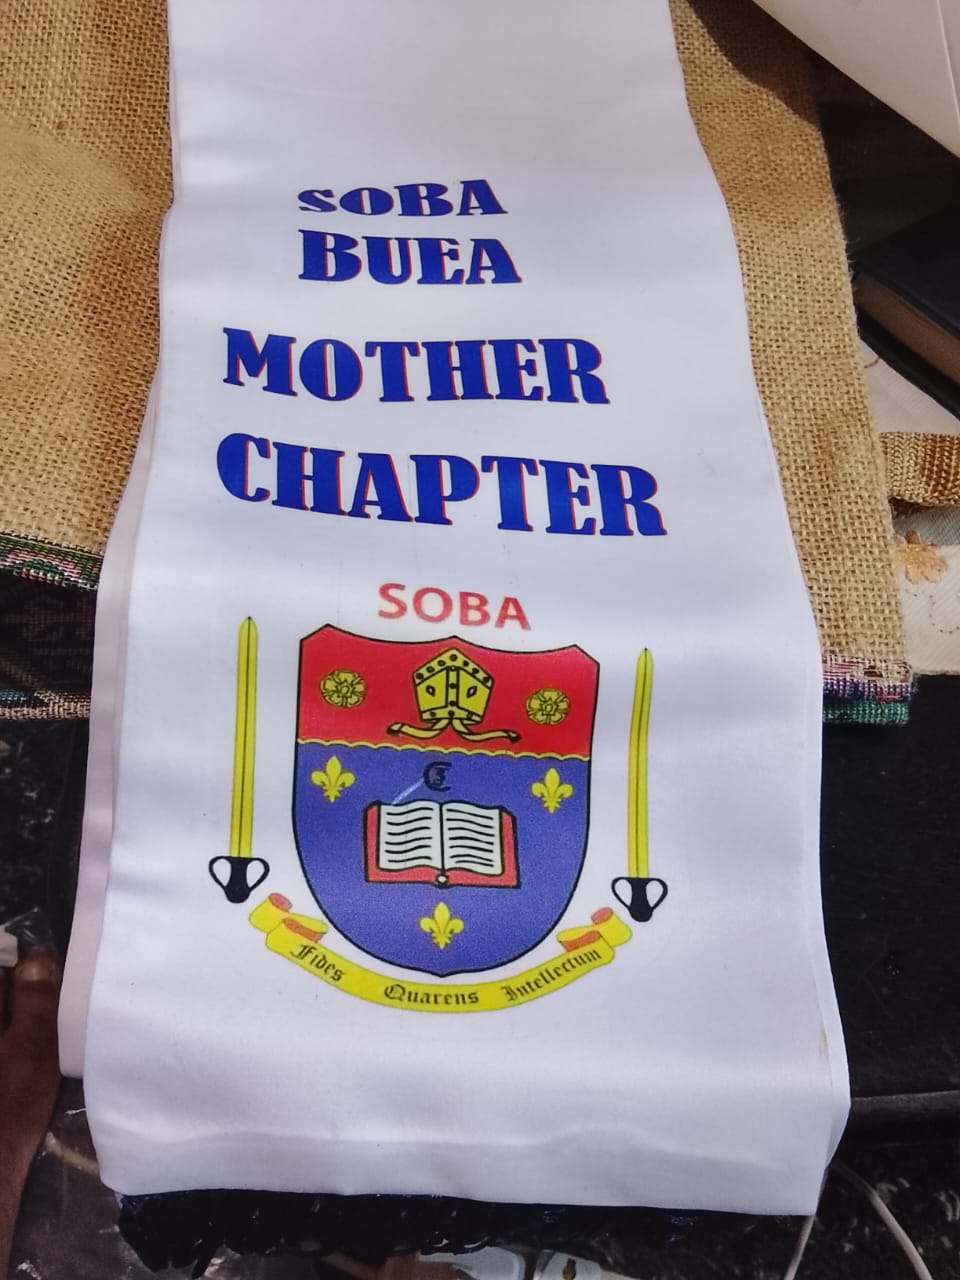 SOBA
BUEA
MOTHER
CHAPTER
SOBA
Fides Quarens Intellectum